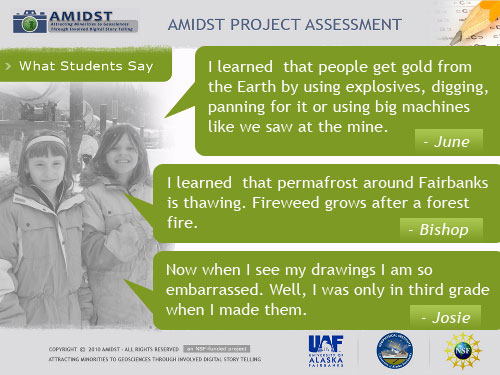 AMIDST
Attracting Minorities to Geosciences
Through Involved Digital Story Telling
AMIDST PROJECT ASSESSMENT
What Students Say
I learned that people get gold from
the Earth by using explosives, digging,
panning for it or using big machines
like we saw at the mine.
- June
I learned that permafrost around Fairbanks
is thawing. Fireweed grows after a forest
fire.
- Bishop
Now when I see my drawings I am so
embarrassed. Well, I was only in third grade
when I made them.
- Josie
COPYRIGHT © 2010 AMIDST - ALL RIGHTS RESERVED an NSF-funded project
ATTRACTING MINORITIES TO GEOSCIENCES THROUGH INVOLVED DIGITAL STORY TELLING
UAF
UNIVERSITY OF
ALASKA
FAIRBANKS
NSF